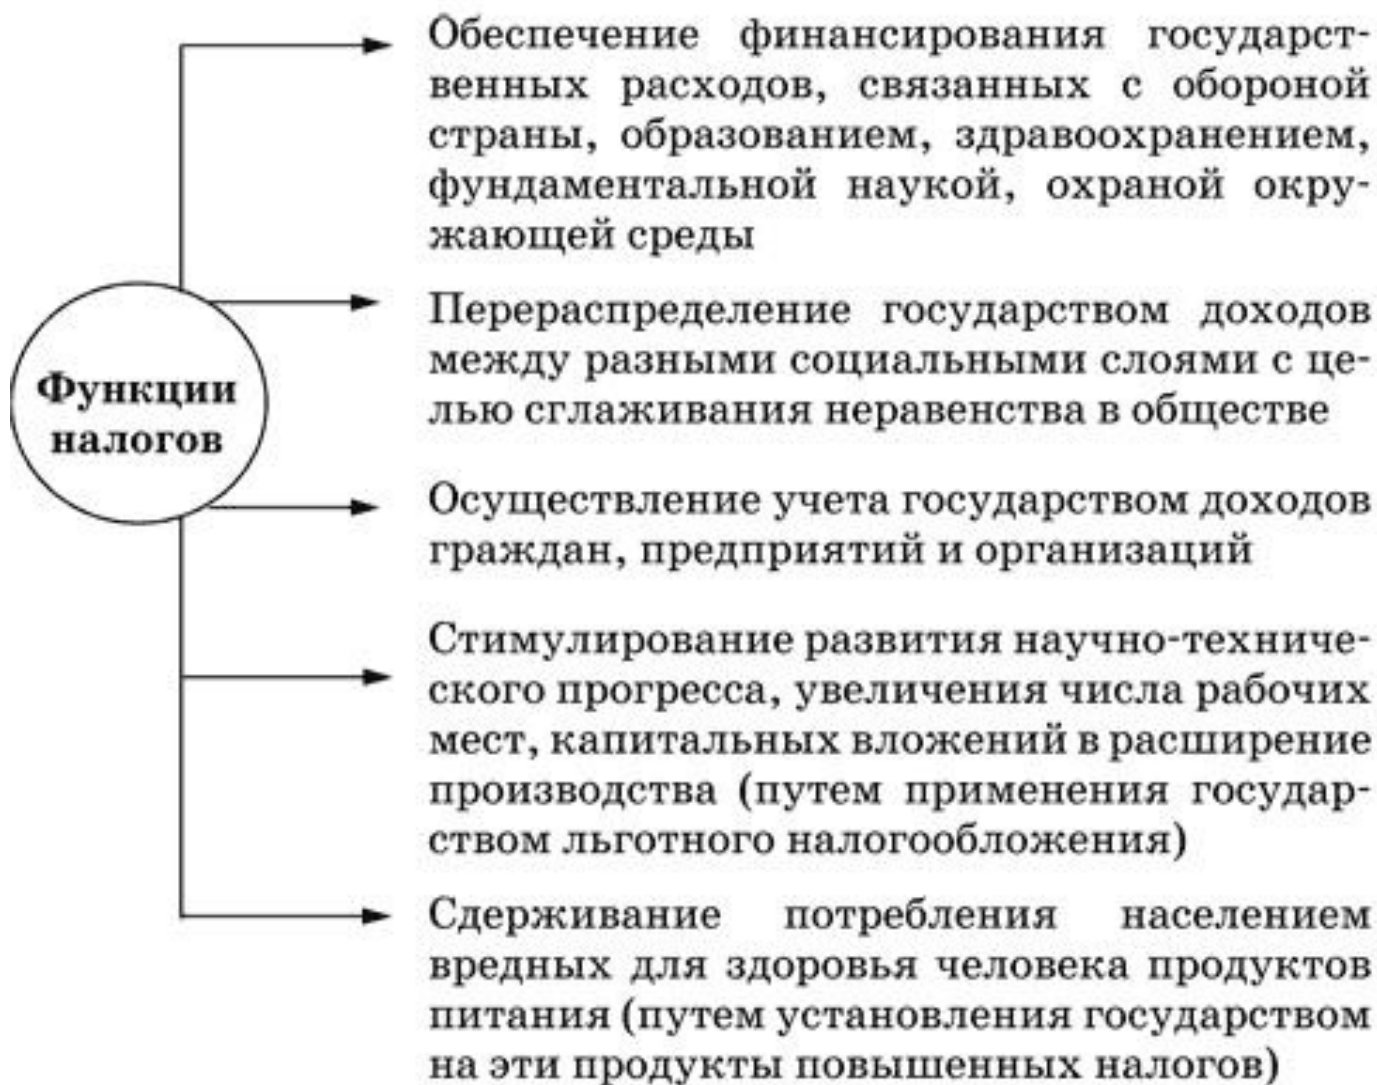 Обеспечение финансирования государст-
венных расходов, связанных с обороной
страны, образованием, здравоохранением,
фундаментальной наукой, охраной окру-
жающей среды
Функции
налогов
Перераспределение государством доходов
между разными социальными слоями с це-
лью сглаживания неравенства в обществе
Осуществление учета государством доходов
граждан, предприятий и организаций
Стимулирование развития научно-техниче-
ского прогресса, увеличения числа рабочих
мест, капитальных вложений в расширение
производства (путем применения государ-
ством льготного налогообложения)
Сдерживание потребления населением
вредных для здоровья человека продуктов
питания (путем установления государством
на эти продукты повышенных налогов)